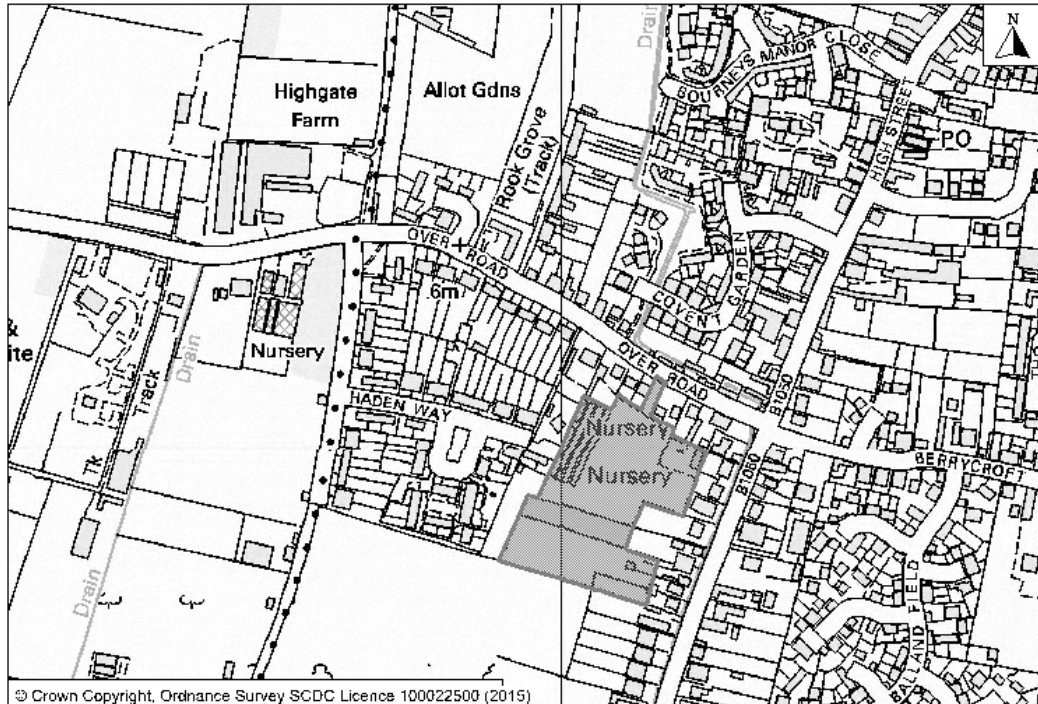 N
BOURNEYS MANOR CLOSE
Drain
Highgate
Farm
Allot Gdns
HIGH STREET
PO
Rook Grove
(Track)
OVER ROAD
.6m
COVENT
GARDEN
&
ite
Nursery
Track
Drain
OVER ROAD
HADEN WAY
B1050
Nursery
Nursery
BERRYCROFT
Tk
B1050
Drain
BALLAND FIELD
© Crown Copyright, Ordnance Survey SCDC Licence 100022500 (2015)